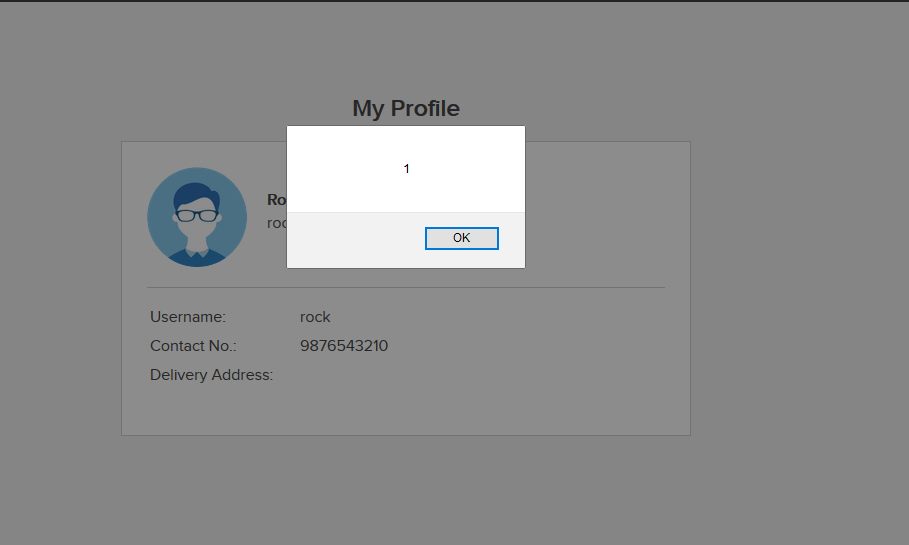 My Profile
1
OK
Username: rock
Contact No.: 9876543210
Delivery Address: